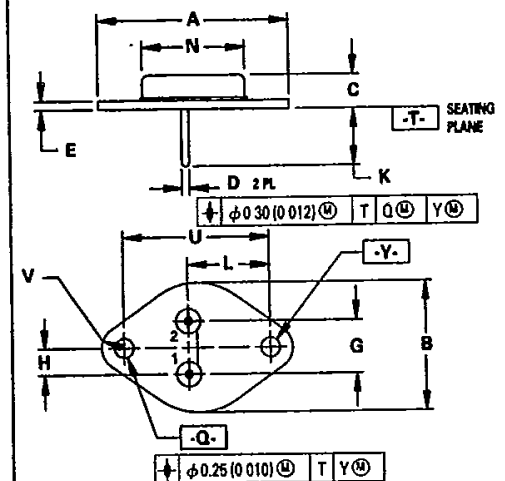 A
N
C
-T- SEATING PLANE
E
K
D 2 PL
⌖ ϕ 0 30 (0 012) Ⓜ T Q Ⓜ Y Ⓜ
U
L
-Y-
V
2
G
B
H
1
-Q-
⌖ ϕ 0.25 (0 010) Ⓜ T Y Ⓜ